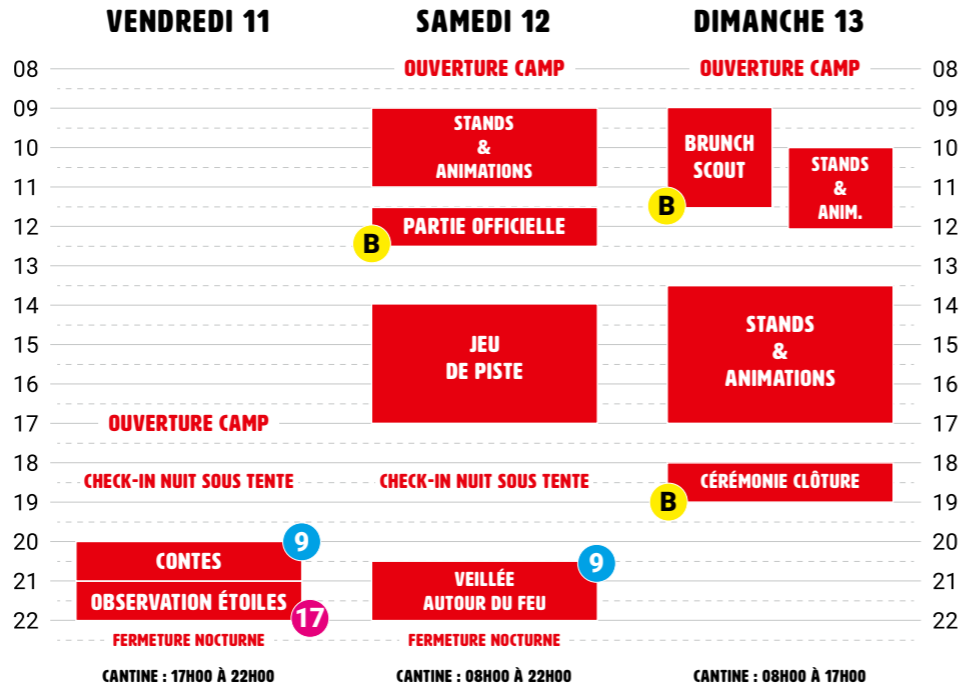 VENDREDI 11
SAMEDI 12
DIMANCHE 13
08
OUVERTURE CAMP
OUVERTURE CAMP
08
09
09
10
10
11
11
12
12
13
13
14
14
15
15
16
16
17
17
18
18
19
19
20
20
21
21
22
22
OUVERTURE CAMP
CHECK-IN NUIT SOUS TENTE
CONTES
9
OBSERVATION ÉTOILES
17
FERMETURE NOCTURNE
CANTINE : 17H00 À 22H00
STANDS
&
ANIMATIONS
PARTIE OFFICIELLE
B
JEU
DE PISTE
CHECK-IN NUIT SOUS TENTE
VEILLÉE
AUTOUR DU FEU
9
FERMETURE NOCTURNE
CANTINE : 08H00 À 22H00
BRUNCH
SCOUT
B
STANDS
&
ANIM.
STANDS
&
ANIMATIONS
CÉRÉMONIE CLÔTURE
B
CANTINE : 08H00 À 17H00